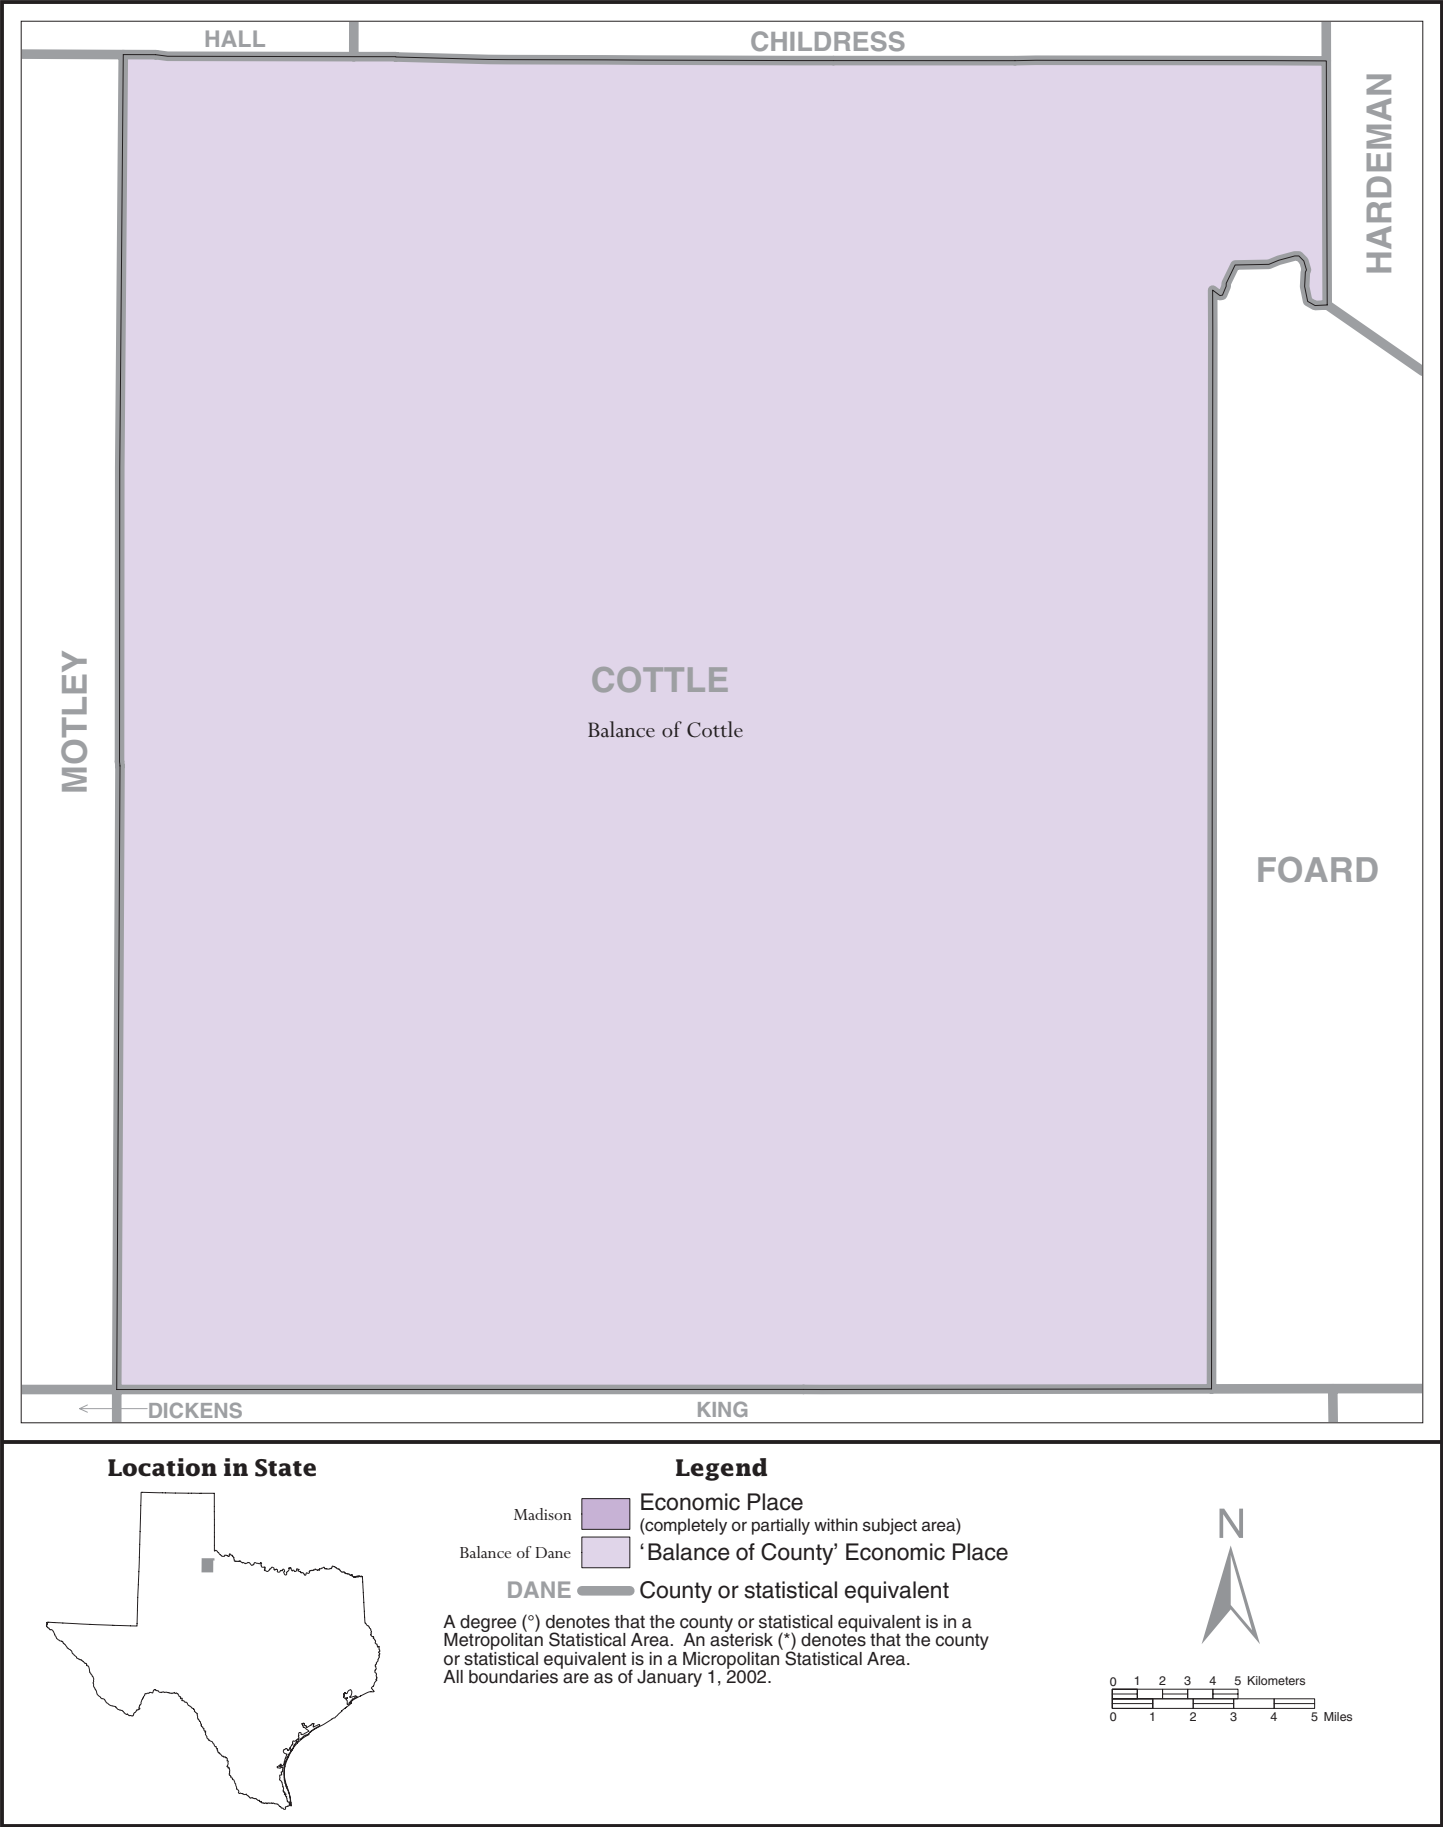 HALL
CHILDRESS
HARDEMAN
MOTLEY
COTTLE
Balance of Cottle
FOARD
DICKENS
KING
Location in State
Legend
Madison
Economic Place
(completely or partially within subject area)
Balance of Dane
‘Balance of County’ Economic Place
DANE
County or statistical equivalent
A degree (°) denotes that the county or statistical equivalent is in a
Metropolitan Statistical Area.  An asterisk (*) denotes that the county
or statistical equivalent is in a Micropolitan Statistical Area.
All boundaries are as of January 1, 2002.
N
0 1 2 3 4 5 Kilometers
0 1 2 3 4 5 Miles